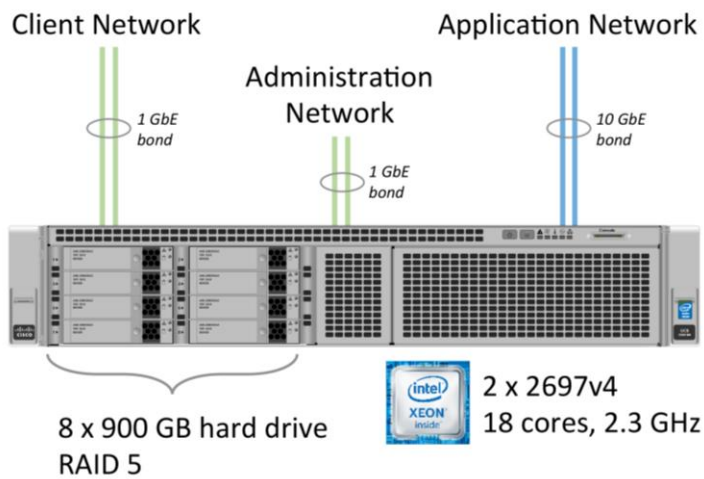 Client Network
Application Network
Administration
Network
1 GbE
bond
10 GbE
bond
1 GbE
bond
8 x 900 GB hard drive
RAID 5
intel
XEON
inside
2 x 2697v4
18 cores, 2.3 GHz